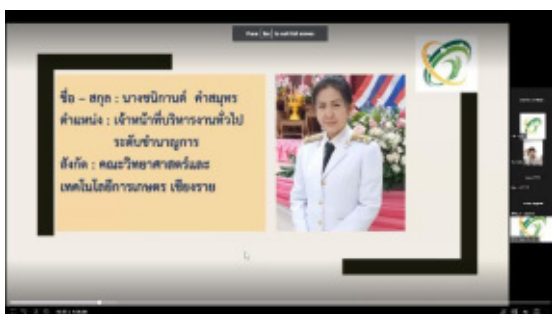 ชื่อ – สกุล : นางชนิกานต์ คำสมุทร
ตำแหน่ง : เจ้าหน้าที่บริหารงานทั่วไป
ระดับชำนาญการ
สังกัด : คณะวิทยาศาสตร์และ
เทคโนโลยีการเกษตร เชียงราย